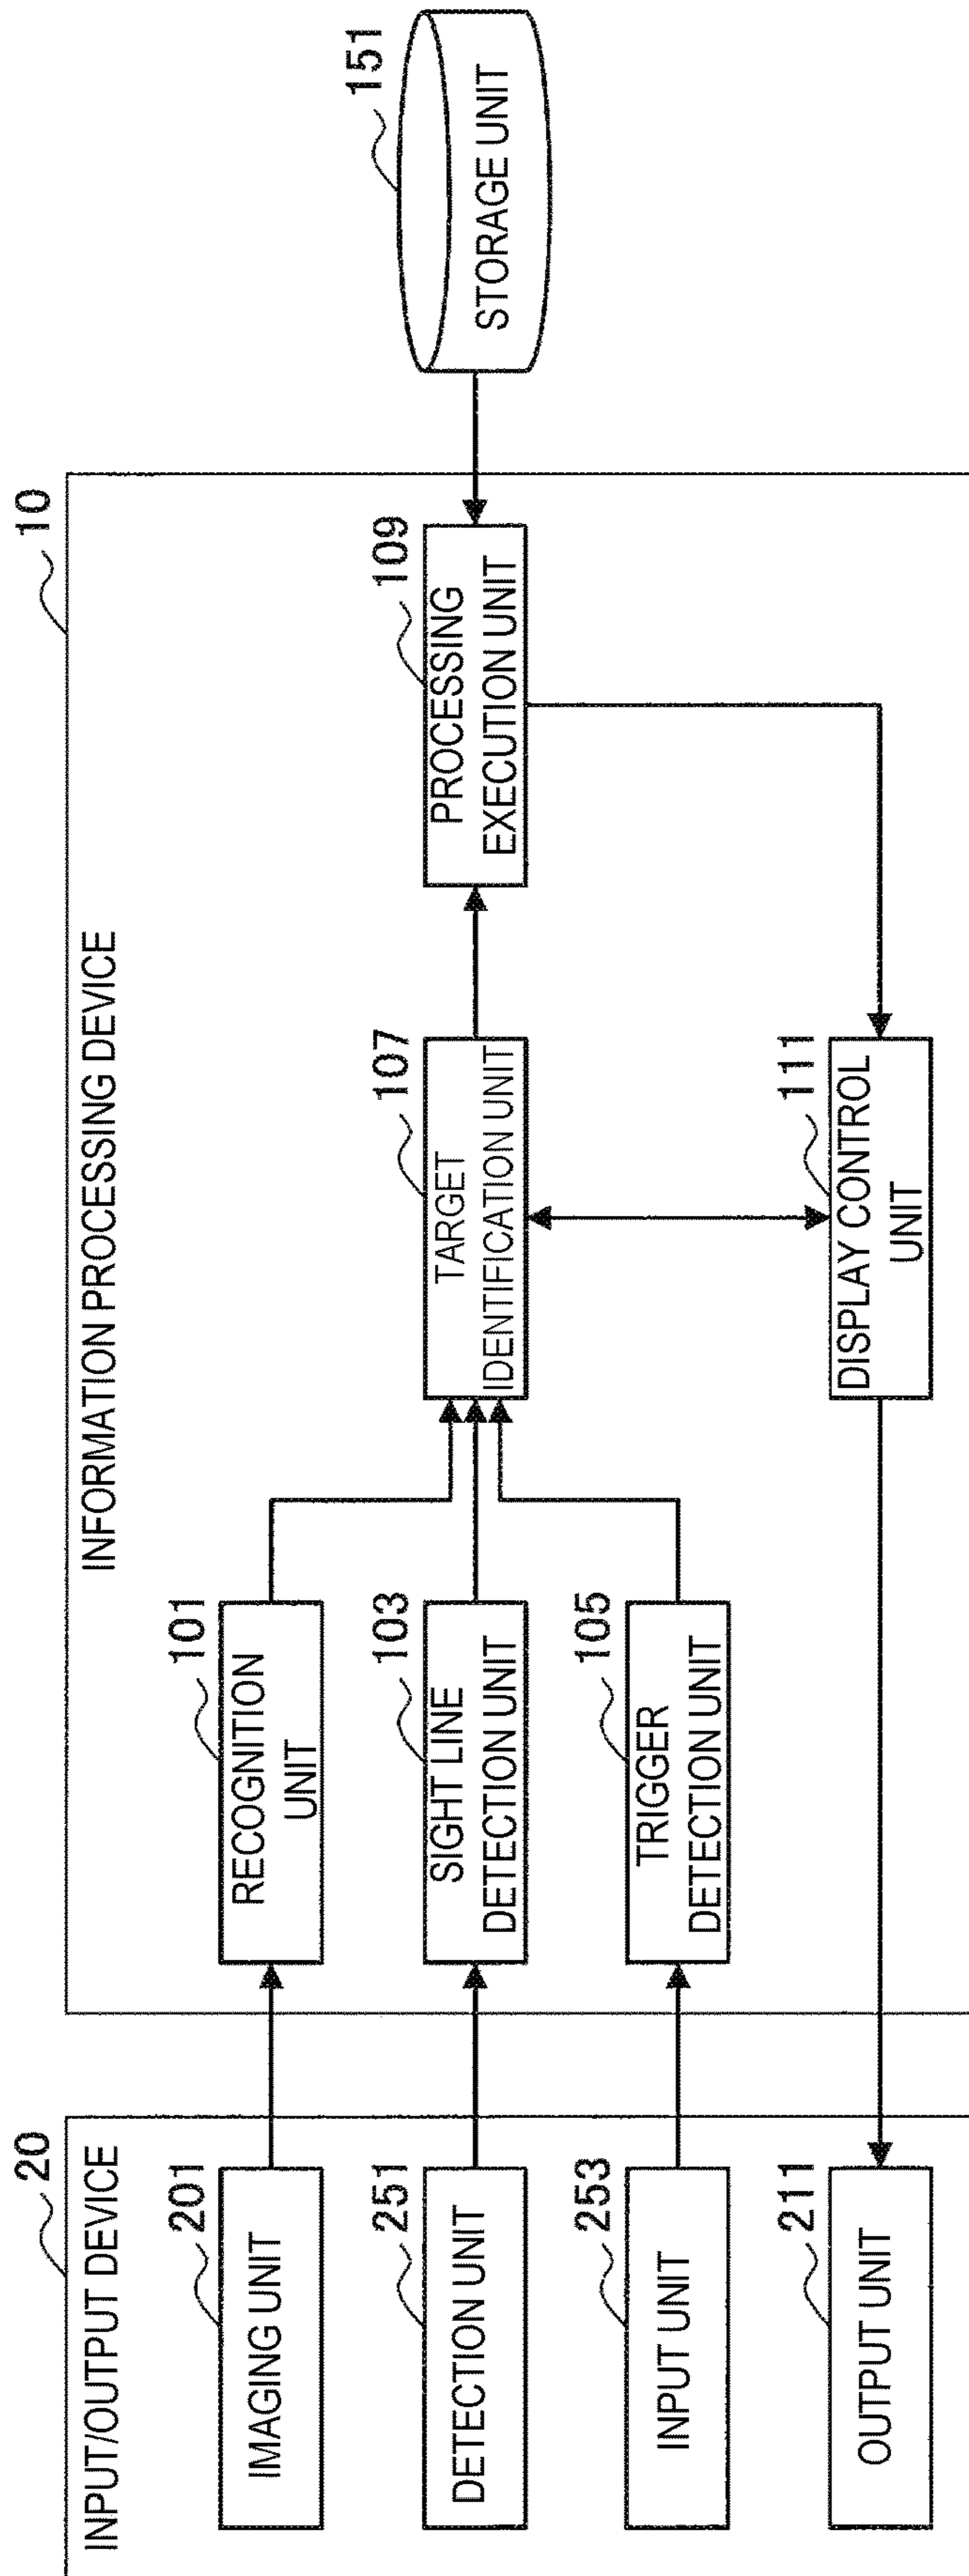 20
INPUT/OUTPUT DEVICE
201
IMAGING UNIT
251
DETECTION UNIT
253
INPUT UNIT
211
OUTPUT UNIT
10
INFORMATION PROCESSING DEVICE
101
RECOGNITION
UNIT
103
SIGHT LINE
DETECTION UNIT
105
TRIGGER
DETECTION UNIT
107
TARGET
IDENTIFICATION UNIT
109
PROCESSING
EXECUTION UNIT
111
DISPLAY CONTROL
UNIT
151
STORAGE UNIT